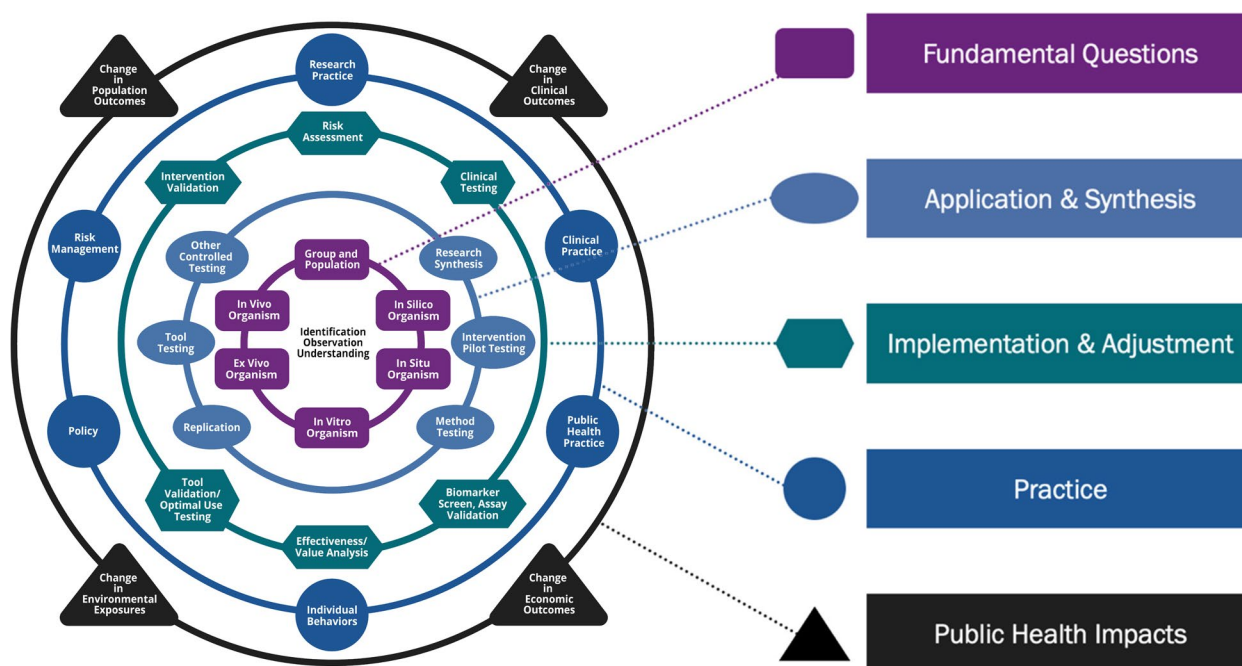 Change
in
Population
Outcomes
Research
Practice
Change
in
Clinical
Outcomes
Risk
Assessment
Intervention
Validation
Clinical
Testing
Risk
Management
Other
Controlled
Testing
Group and
Population
Research
Synthesis
Clinical
Practice
In Vivo
Organism
In Silico
Organism
Identification
Observation
Understanding
Tool
Testing
Intervention
Pilot Testing
Ex Vivo
Organism
In Situ
Organism
Policy
Replication
In Vitro
Organism
Method
Testing
Public
Health
Practice
Tool
Validation/
Optimal Use
Testing
Biomarker
Screen, Assay
Validation
Effectiveness/
Value Analysis
Change
in
Environmental
Exposures
Individual
Behaviors
Change
in
Economic
Outcomes
Fundamental Questions
Application & Synthesis
Implementation & Adjustment
Practice
Public Health Impacts